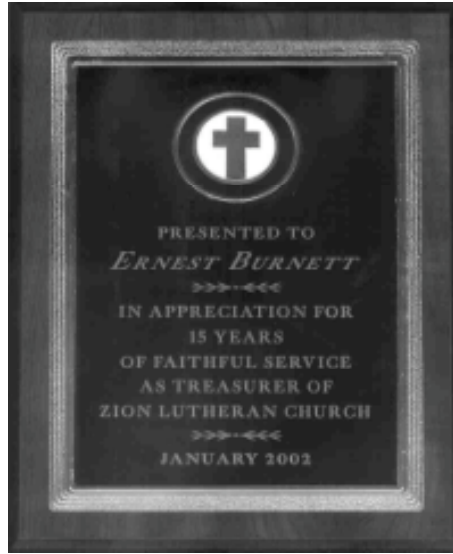 PRESENTED TO
ERNEST BURNETT
IN APPRECIATION FOR
15 YEARS
OF FAITHFUL SERVICE
AS TREASURER OF
ZION LUTHERAN CHURCH
JANUARY 2002